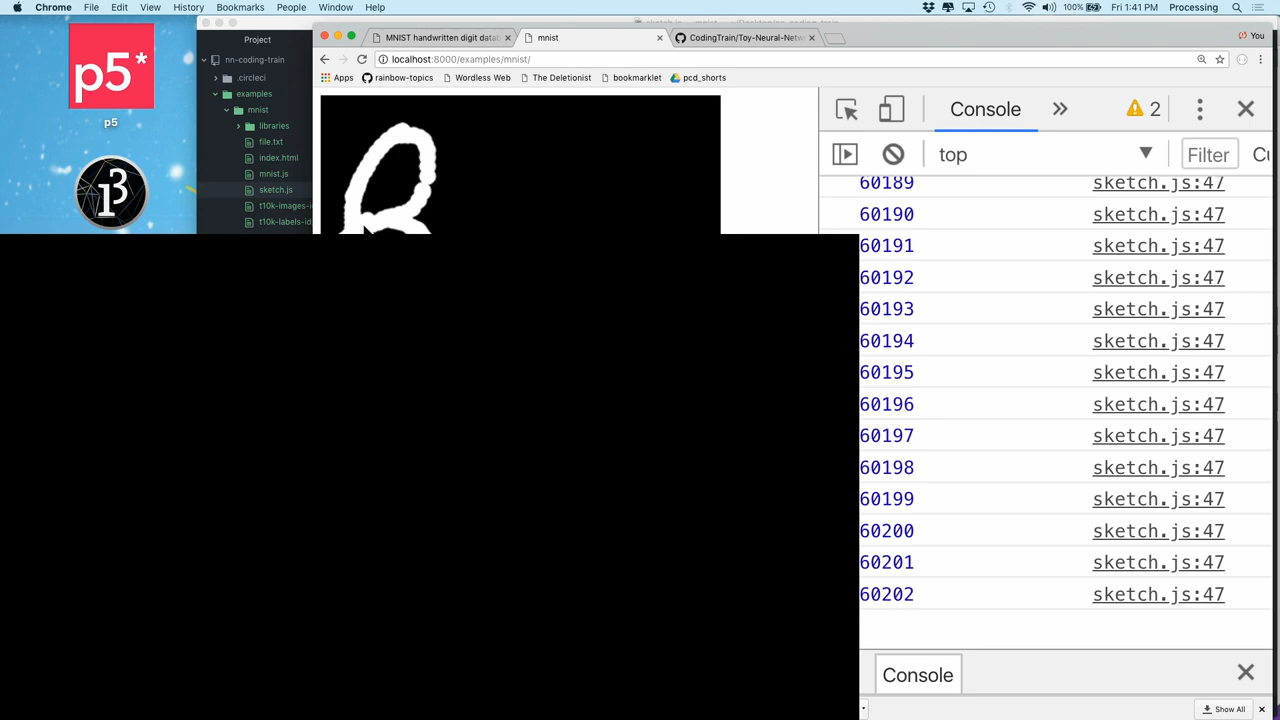 Chrome File Edit View History Bookmarks People Window Help 100% Fri 1:41 PM Processing
p5*
p5
Project
nn-coding-train
.circleci
examples
mnist
libraries
file.txt
index.html
mnist.js
sketch.js
t10k-images-i
t10k-labels-id
MNIST handwritten digit datab
mnist
CodingTrain/Toy-Neural-Netw
You
localhost:8000/examples/mnist/
Apps rainbow-topics Wordless Web The Deletionist bookmarklet pcd_shorts
Console 2
top Filter
60189 sketch.js:47
60190 sketch.js:47
60191 sketch.js:47
60192 sketch.js:47
60193 sketch.js:47
60194 sketch.js:47
60195 sketch.js:47
60196 sketch.js:47
60197 sketch.js:47
60198 sketch.js:47
60199 sketch.js:47
60200 sketch.js:47
60201 sketch.js:47
60202 sketch.js:47
Console
Show All